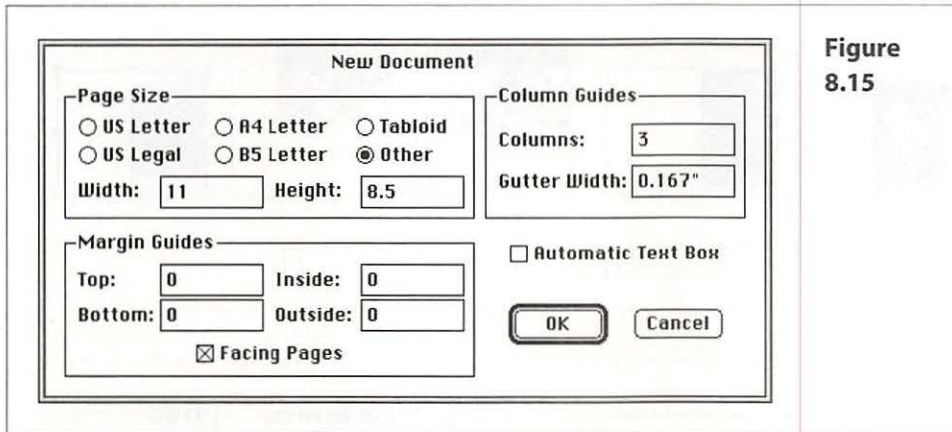 New Document
Page Size
US Letter A4 Letter Tabloid
US Legal B5 Letter Other
Width: 11 Height: 8.5
Column Guides
Columns: 3
Gutter Width: 0.167"
Margin Guides
Top: 0 Inside: 0
Bottom: 0 Outside: 0
Facing Pages
Automatic Text Box
OK Cancel
Figure
8.15